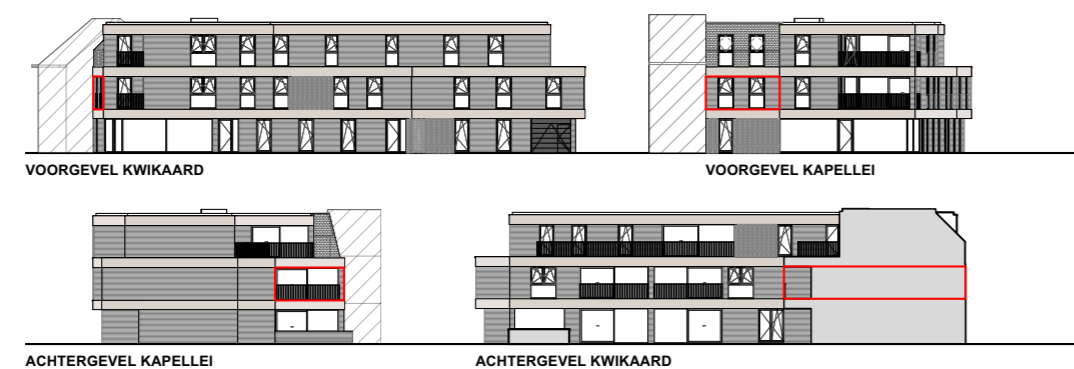 VOORGEVEL KWIKAARD
VOORGEVEL KAPELLEI
ACHTERGEVEL KAPELLEI
ACHTERGEVEL KWIKAARD